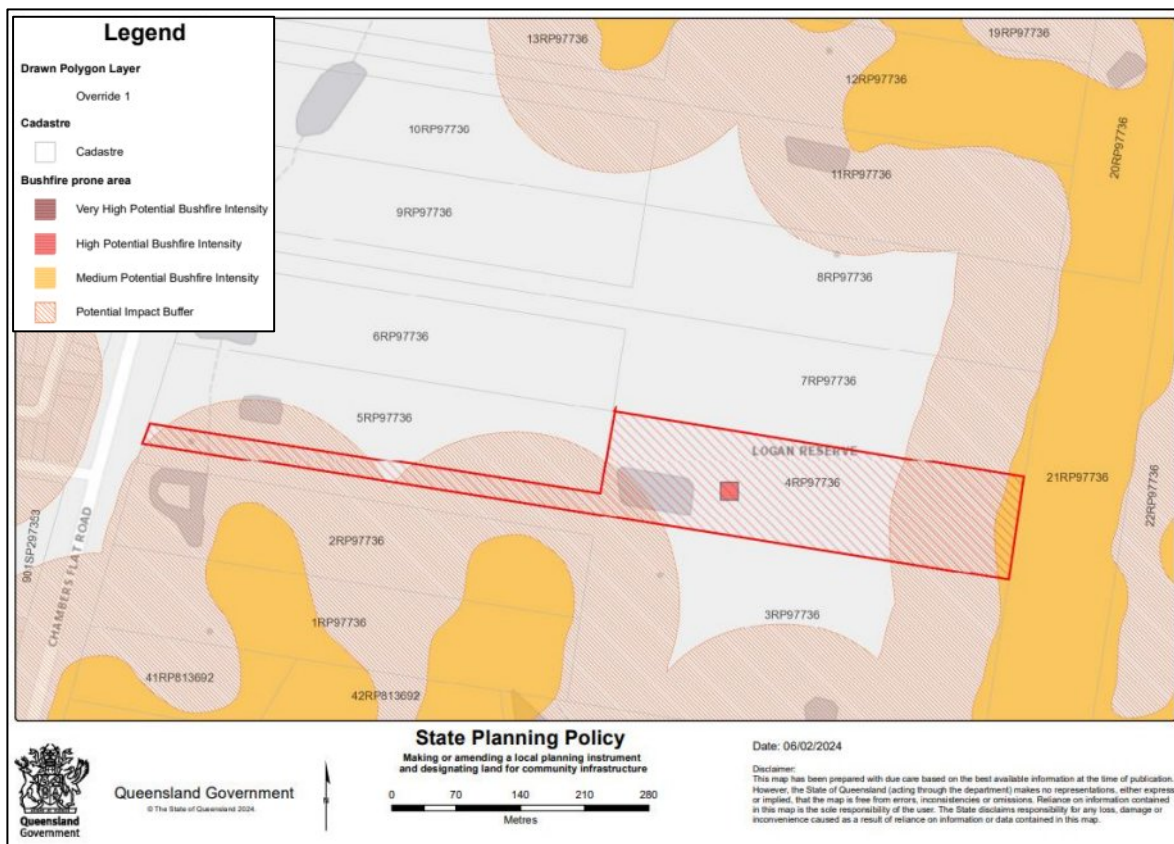 Legend
Drawn Polygon Layer
Override 1
Cadastre
Cadastre
Bushfire prone area
Very High Potential Bushfire Intensity
High Potential Bushfire Intensity
Medium Potential Bushfire Intensity
Potential Impact Buffer
13RP97736
19RP97736
12RP97736
10RP97736
20RP97736
11RP97736
9RP97736
8RP97736
6RP97736
7RP97736
5RP97736
LOGAN RESERVE
4RP97736
21RP97736
22RP97736
901SP297353
CHAMBERS FLAT ROAD
2RP97736
3RP97736
1RP97736
41RP813692
42RP813692
Queensland
Government
Queensland Government
© The State of Queensland 2024.
N
State Planning Policy
Making or amending a local planning instrument
and designating land for community infrastructure
0 70 140 210 280
Metres
Date: 06/02/2024
Disclaimer:
This map has been prepared with due care based on the best available information at the time of publication.
However, the State of Queensland (acting through the department) makes no representations, either express
or implied, that the map is free from errors, inconsistencies or omissions. Reliance on information contained
in this map is the sole responsibility of the user. The State disclaims responsibility for any loss, damage or
inconvenience caused as a result of reliance on information or data contained in this map.